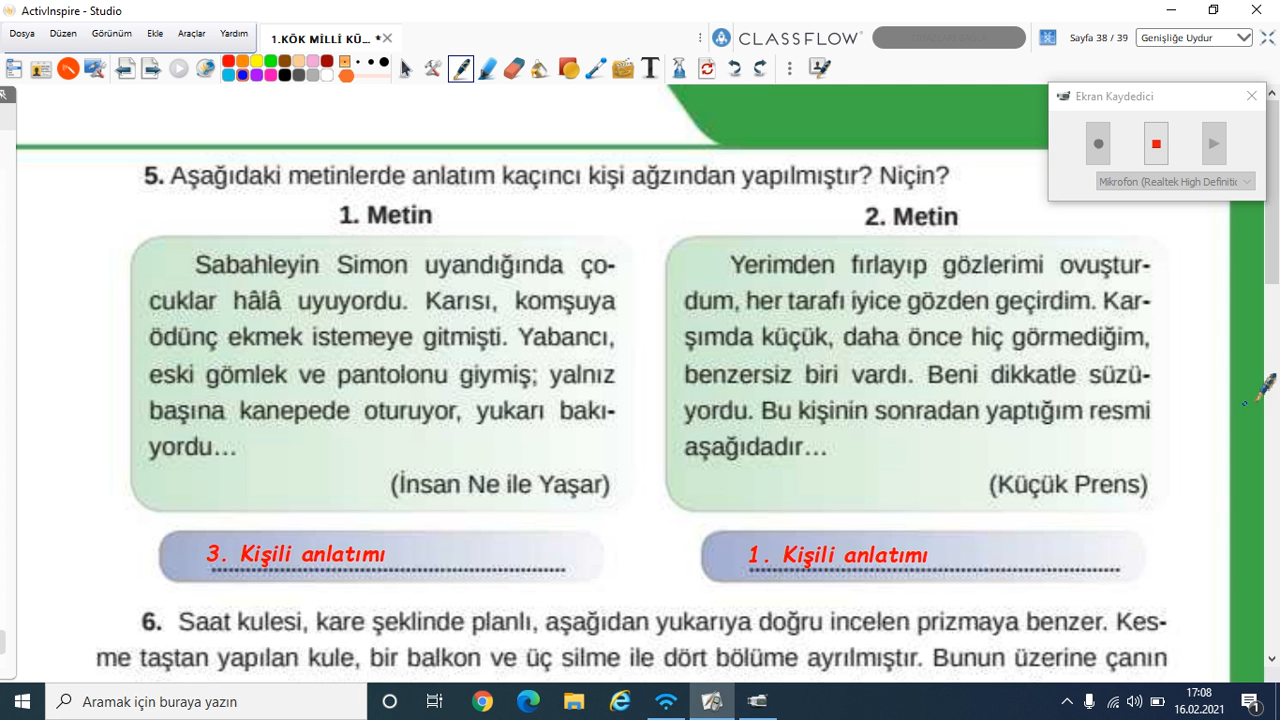 ActivInspire - Studio
Dosya Düzen Görünüm Ekle Araçlar Yardım
1.KÖK MİLLİ KÜ... *
CLASSFLOW
Sayfa 38 / 39
Genişliğe Uydur
Ekran Kaydedici
Mikrofon (Realtek High Definitic
5. Aşağıdaki metinlerde anlatım kaçıncı kişi ağzından yapılmıştır? Niçin?
1. Metin
Sabahleyin Simon uyandığında ço-
cuklar hâlâ uyuyordu. Karısı, komşuya
ödünç ekmek istemeye gitmişti. Yabancı,
eski gömlek ve pantolonu giymiş; yalnız
başına kanepede oturuyor, yukarı bakı-
yordu...
(İnsan Ne ile Yaşar)
3. Kişili anlatımı
2. Metin
Yerimden fırlayıp gözlerimi ovuştur-
dum, her tarafı iyice gözden geçirdim. Kar-
şımda küçük, daha önce hiç görmediğim,
benzersiz biri vardı. Beni dikkatle süzü-
yordu. Bu kişinin sonradan yaptığım resmi
aşağıdadır...
(Küçük Prens)
1. Kişili anlatımı
6. Saat kulesi, kare şeklinde planlı, aşağıdan yukarıya doğru incelen prizmaya benzer. Kes-
me taştan yapılan kule, bir balkon ve üç silme ile dört bölüme ayrılmıştır. Bunun üzerine çanın
Aramak için buraya yazın
17:08
16.02.2021
1